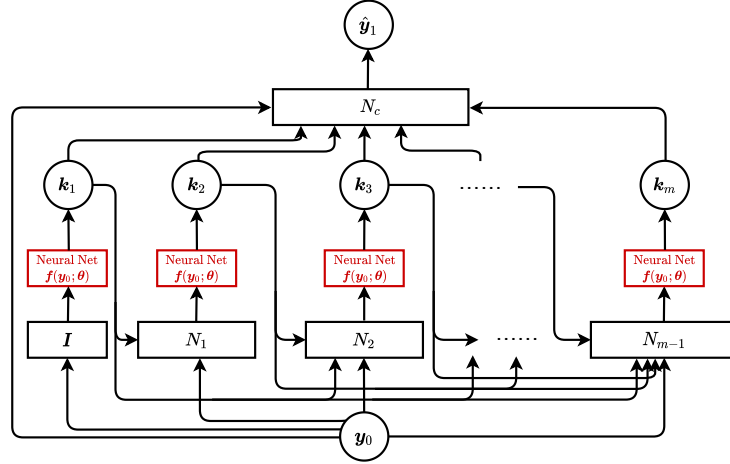 ŷ₁
N_c
k₁
k₂
k₃
......
k_m
Neural Net
f(y₀; θ)
Neural Net
f(y₀; θ)
Neural Net
f(y₀; θ)
Neural Net
f(y₀; θ)
I
N₁
N₂
......
N_{m−1}
y₀